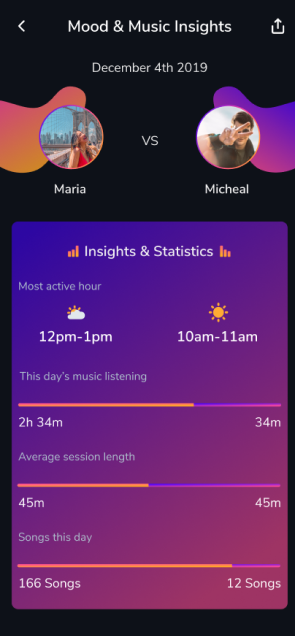 Mood & Music Insights
December 4th 2019
VS
Maria
Micheal
Insights & Statistics
Most active hour
12pm-1pm
10am-11am
This day's music listening
2h 34m
34m
Average session length
45m
45m
Songs this day
166 Songs
12 Songs